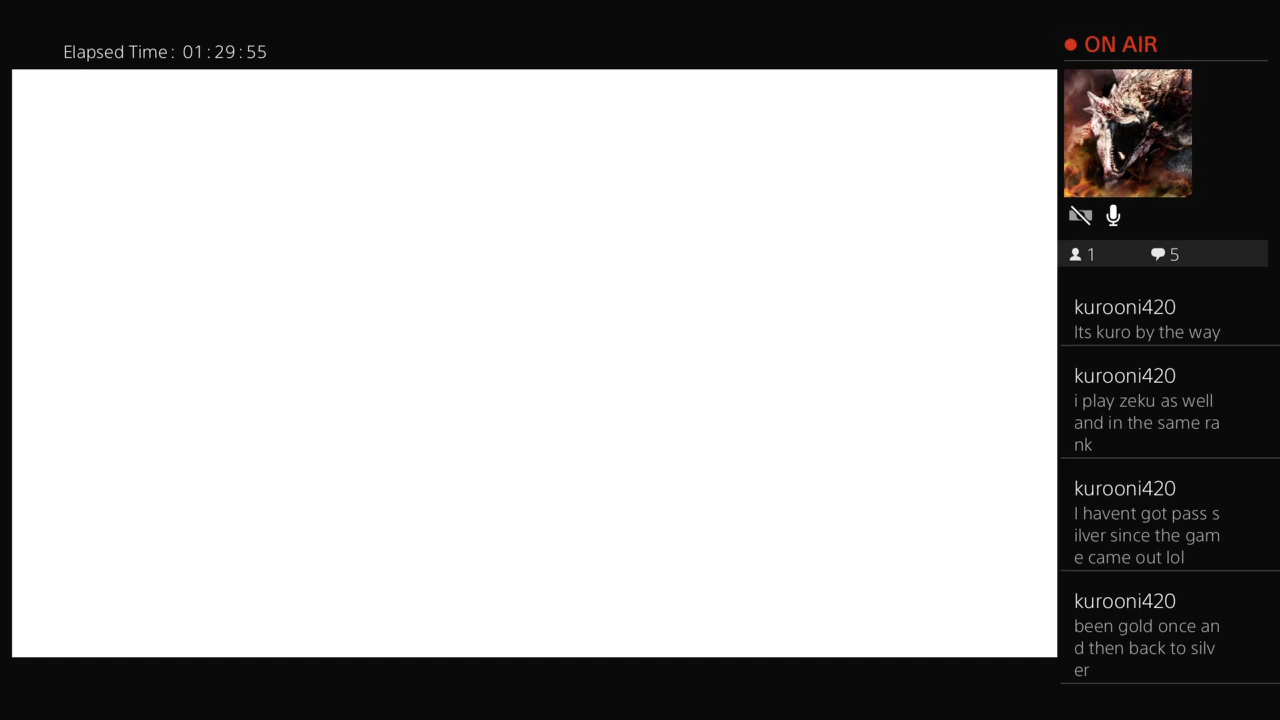 Elapsed Time: 01:29:55
ON AIR
1 5
kurooni420
Its kuro by the way
kurooni420
i play zeku as well
and in the same ra
nk
kurooni420
I havent got pass s
ilver since the gam
e came out lol
kurooni420
been gold once an
d then back to silv
er